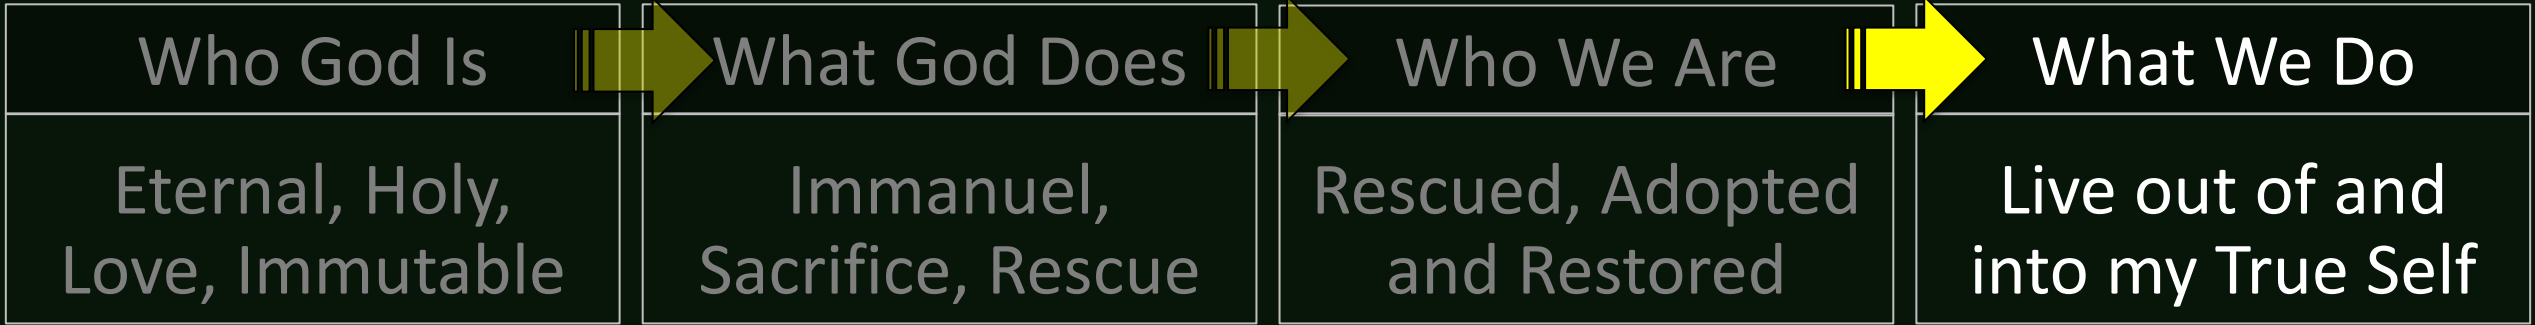 Who God Is
Eternal, Holy,
Love, Immutable
What God Does
Immanuel,
Sacrifice, Rescue
Who We Are
Rescued, Adopted
and Restored
What We Do
Live out of and
into my True Self